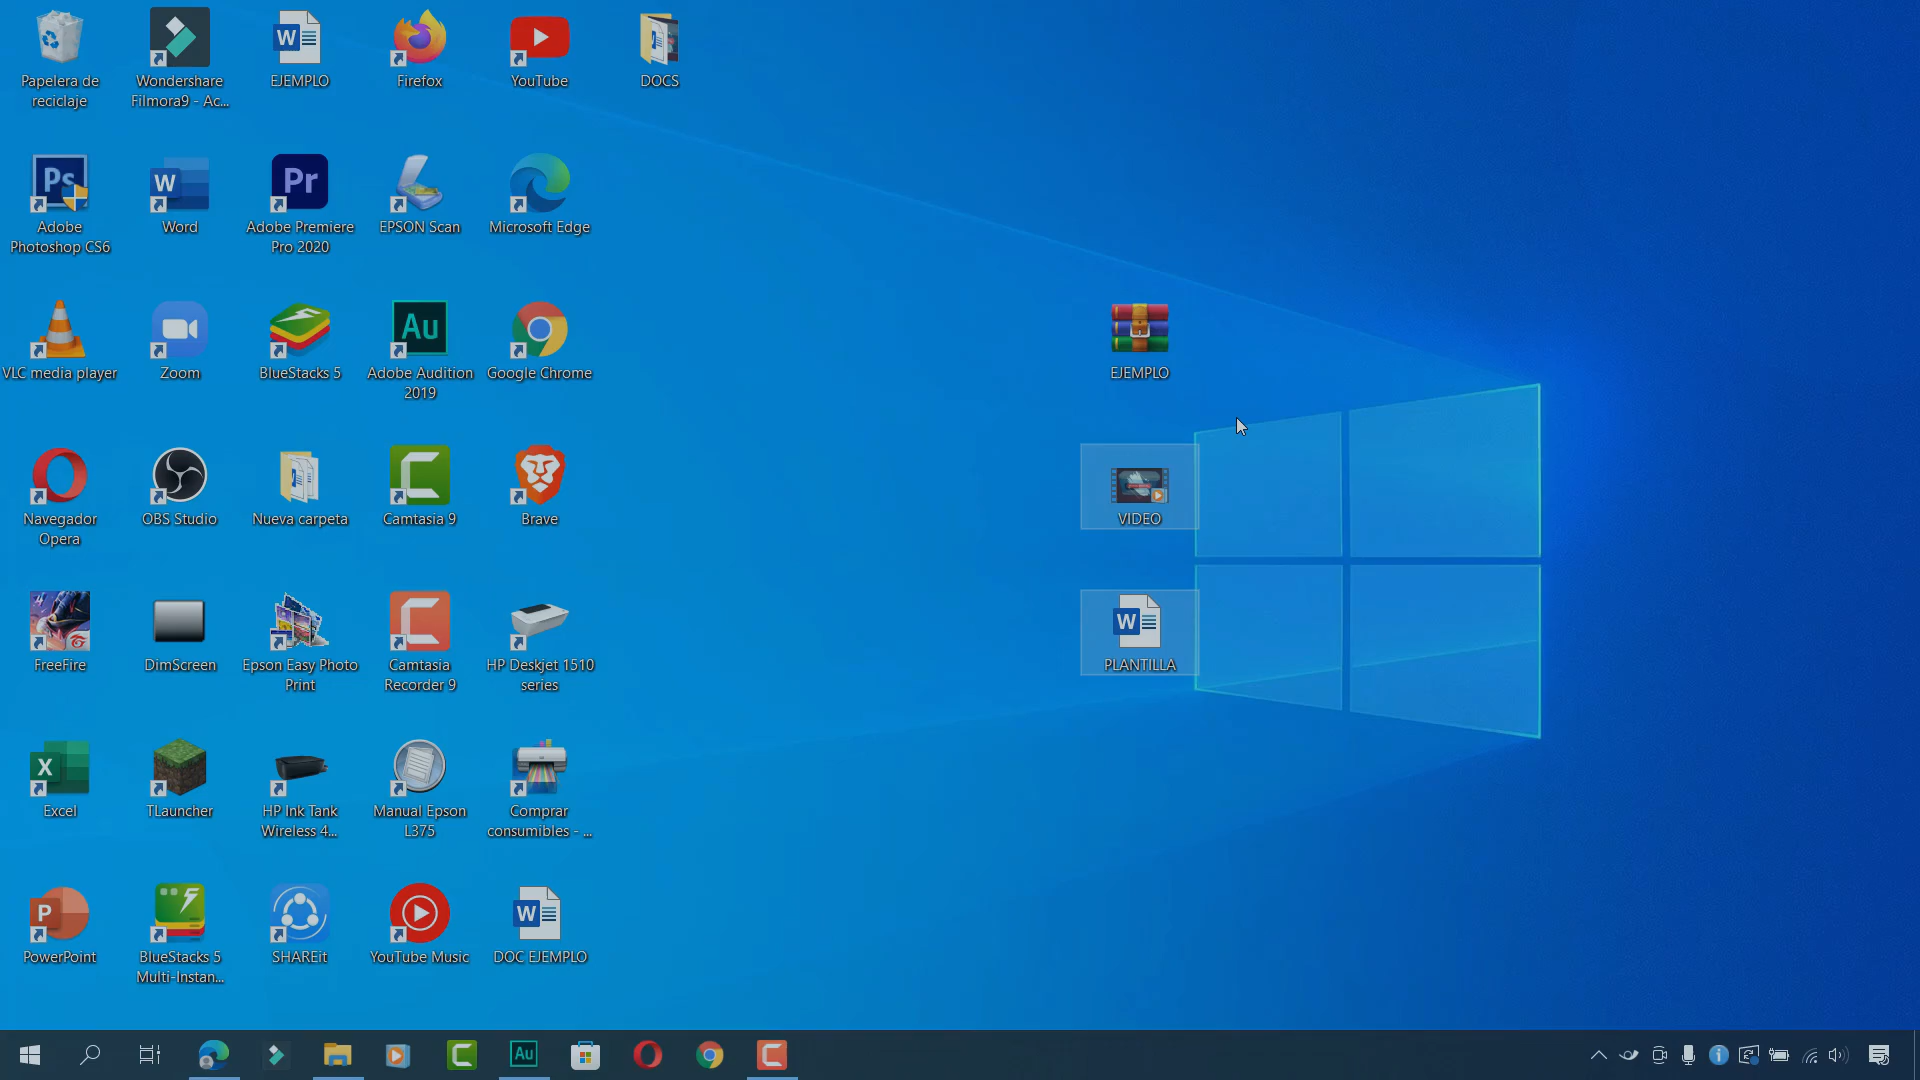 Papelera de
reciclaje
Wondershare
Filmora9 - Ac...
W
EJEMPLO
Firefox
YouTube
DOCS
Ps
Adobe
Photoshop CS6
W
Word
Pr
Adobe Premiere
Pro 2020
EPSON Scan
Microsoft Edge
VLC media player
Zoom
BlueStacks 5
Au
Adobe Audition
2019
Google Chrome
EJEMPLO
Navegador
Opera
OBS Studio
Nueva carpeta
Camtasia 9
Brave
VIDEO
FreeFire
DimScreen
Epson Easy Photo
Print
Camtasia
Recorder 9
HP Deskjet 1510
series
W
PLANTILLA
X
Excel
TLauncher
HP Ink Tank
Wireless 4...
Manual Epson
L375
Comprar
consumibles - ...
P
PowerPoint
BlueStacks 5
Multi-Instan...
SHAREit
YouTube Music
W
DOC EJEMPLO
Au